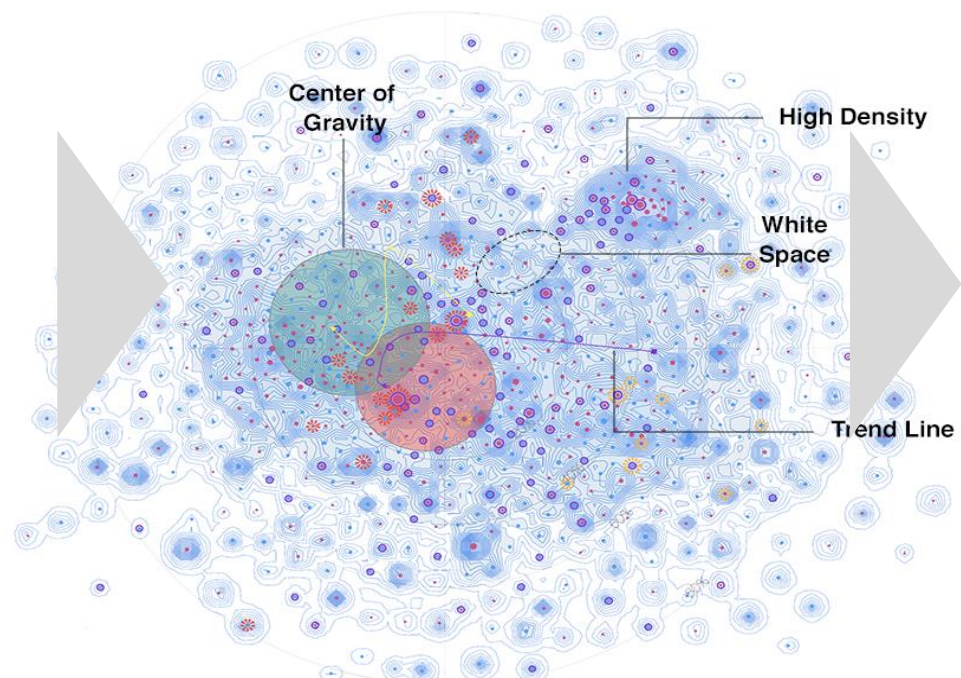 Center of
Gravity
High Density
White
Space
Trend Line